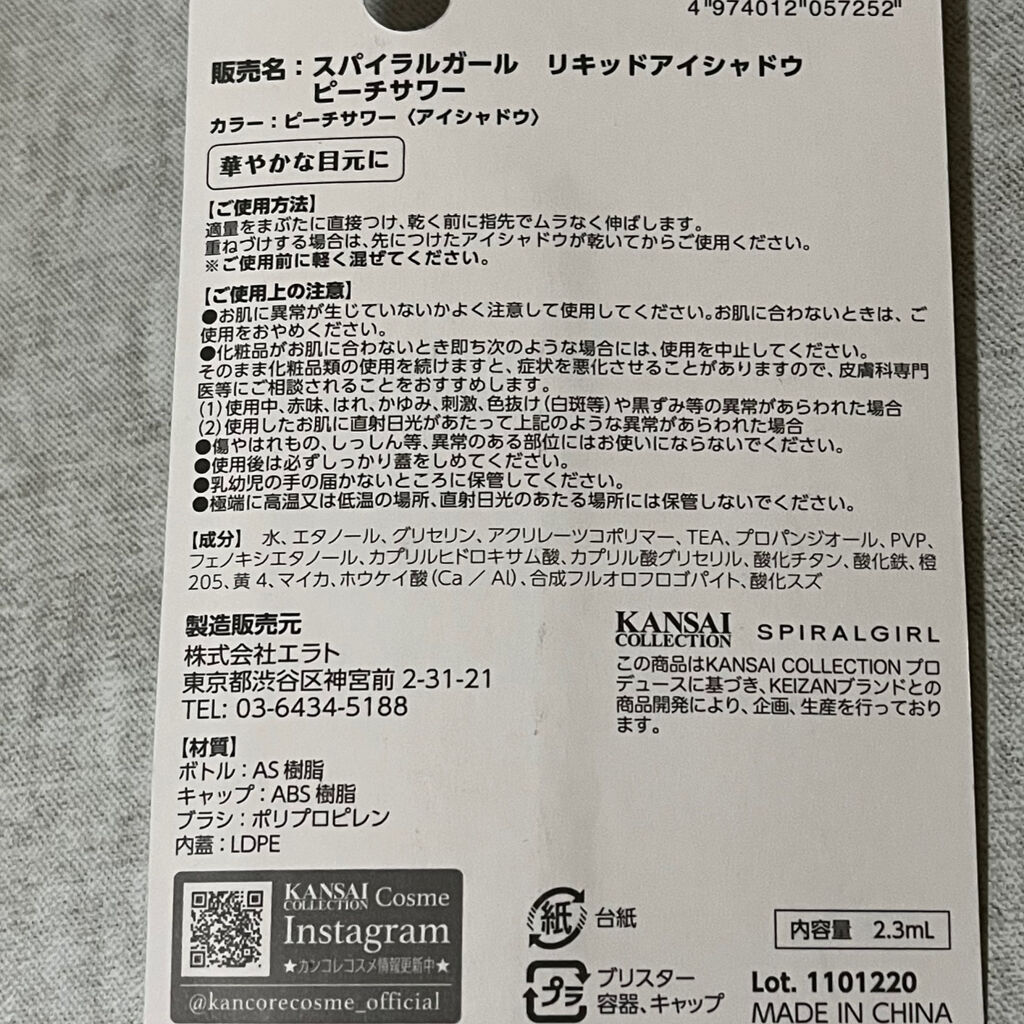 4"974012"057252"
販売名：スパイラルガール　リキッドアイシャドウ
ピーチサワー
カラー：ピーチサワー〈アイシャドウ〉
華やかな目元に
【ご使用方法】
適量をまぶたに直接つけ、乾く前に指先でムラなく伸ばします。
重ねづけする場合は、先につけたアイシャドウが乾いてからご使用ください。
※ご使用前に軽く混ぜてください。
【ご使用上の注意】
●お肌に異常が生じていないかよく注意して使用してください。お肌に合わないときは、ご
使用をおやめください。
●化粧品がお肌に合わないとき即ち次のような場合には、使用を中止してください。
そのまま化粧品類の使用を続けますと、症状を悪化させることがありますので、皮膚科専門
医等にご相談されることをおすすめします。
(1)使用中、赤味、はれ、かゆみ、刺激、色抜け(白斑等)や黒ずみ等の異常があらわれた場合
(2)使用したお肌に直射日光があたって上記のような異常があらわれた場合
●傷やはれもの、しっしん等、異常のある部位にはお使いにならないでください。
●使用後は必ずしっかり蓋をしめてください。
●乳幼児の手の届かないところに保管してください。
●極端に高温又は低温の場所、直射日光のあたる場所には保管しないでください。
【成分】 水、エタノール、グリセリン、アクリレーツコポリマー、TEA、プロパンジオール、PVP、
フェノキシエタノール、カプリルヒドロキサム酸、カプリル酸グリセリル、酸化チタン、酸化鉄、橙
205、黄4、マイカ、ホウケイ酸(Ca／Al)、合成フルオロフロゴパイト、酸化スズ
製造販売元
株式会社エラト
東京都渋谷区神宮前 2-31-21
TEL: 03-6434-5188
KANSAI
COLLECTION
SPIRALGIRL
この商品はKANSAI COLLECTION プロ
デュースに基づき、KEIZANブランドとの
商品開発により、企画、生産を行っており
ます。
【材質】
ボトル：AS樹脂
キャップ：ABS樹脂
ブラシ：ポリプロピレン
内蓋：LDPE
KANSAI
COLLECTION
Cosme
Instagram
★カンコレコスメ情報更新中★
@kancorecosme_official
紙
台紙
プラ
ブリスター
容器、キャップ
内容量　2.3mL
Lot. 1101220
MADE IN CHINA